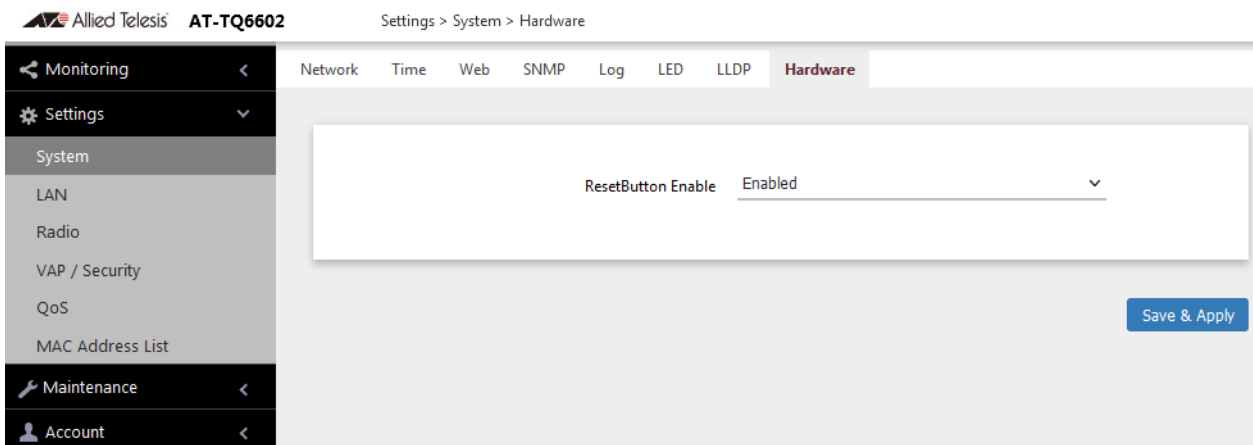 Allied Telesis AT-TQ6602 Settings > System > Hardware
Monitoring
Network Time Web SNMP Log LED LLDP Hardware
Settings
System
LAN
Radio
VAP / Security
QoS
MAC Address List
Maintenance
Account
ResetButton Enable Enabled
Save & Apply